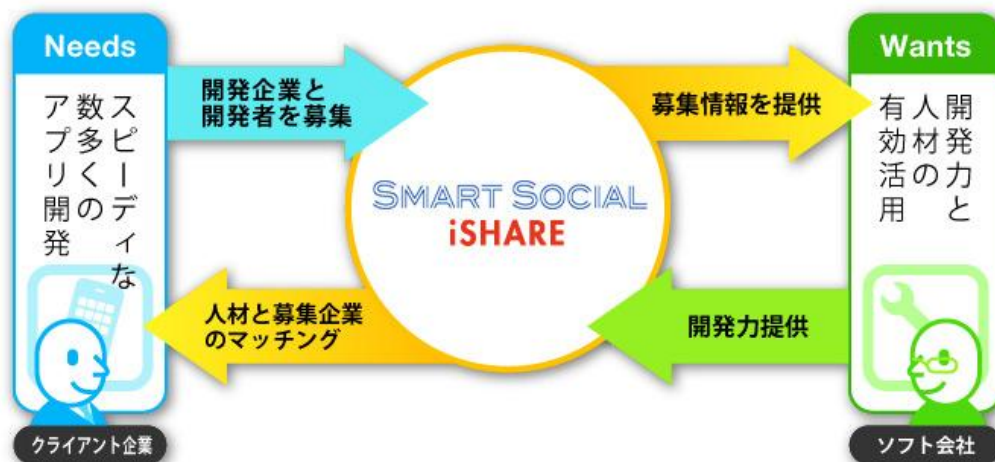 Needs
スピーディな
数多くの
アプリ開発
クライアント企業
開発企業と
開発者を募集
人材と募集企業
のマッチング
SMART SOCIAL
iSHARE
募集情報を提供
開発力提供
Wants
開発力と
人材の
有効活用
ソフト会社